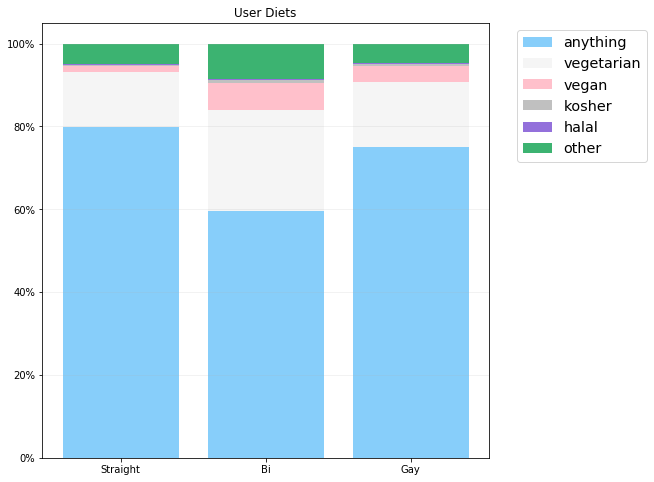 User Diets
100%
80%
60%
40%
20%
0%
Straight
Bi
Gay
anything
vegetarian
vegan
kosher
halal
other